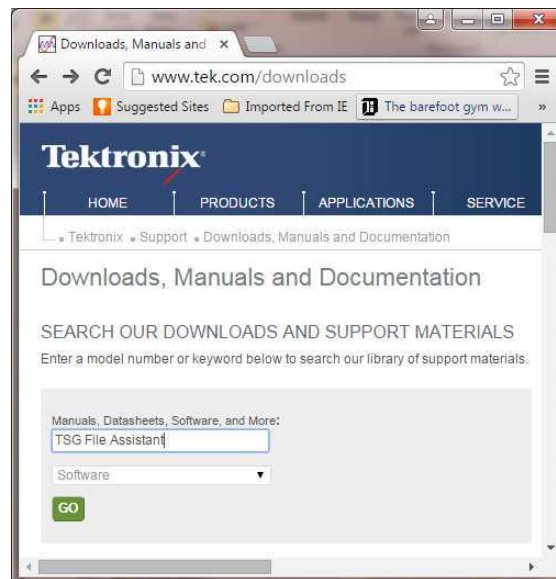 Downloads, Manuals and
www.tek.com/downloads
Apps Suggested Sites Imported From IE The barefoot gym w... »
Tektronix
HOME PRODUCTS APPLICATIONS SERVICE
Tektronix Support Downloads, Manuals and Documentation
Downloads, Manuals and Documentation
SEARCH OUR DOWNLOADS AND SUPPORT MATERIALS
Enter a model number or keyword below to search our library of support materials.
Manuals, Datasheets, Software, and More:
TSG File Assistant
Software
GO